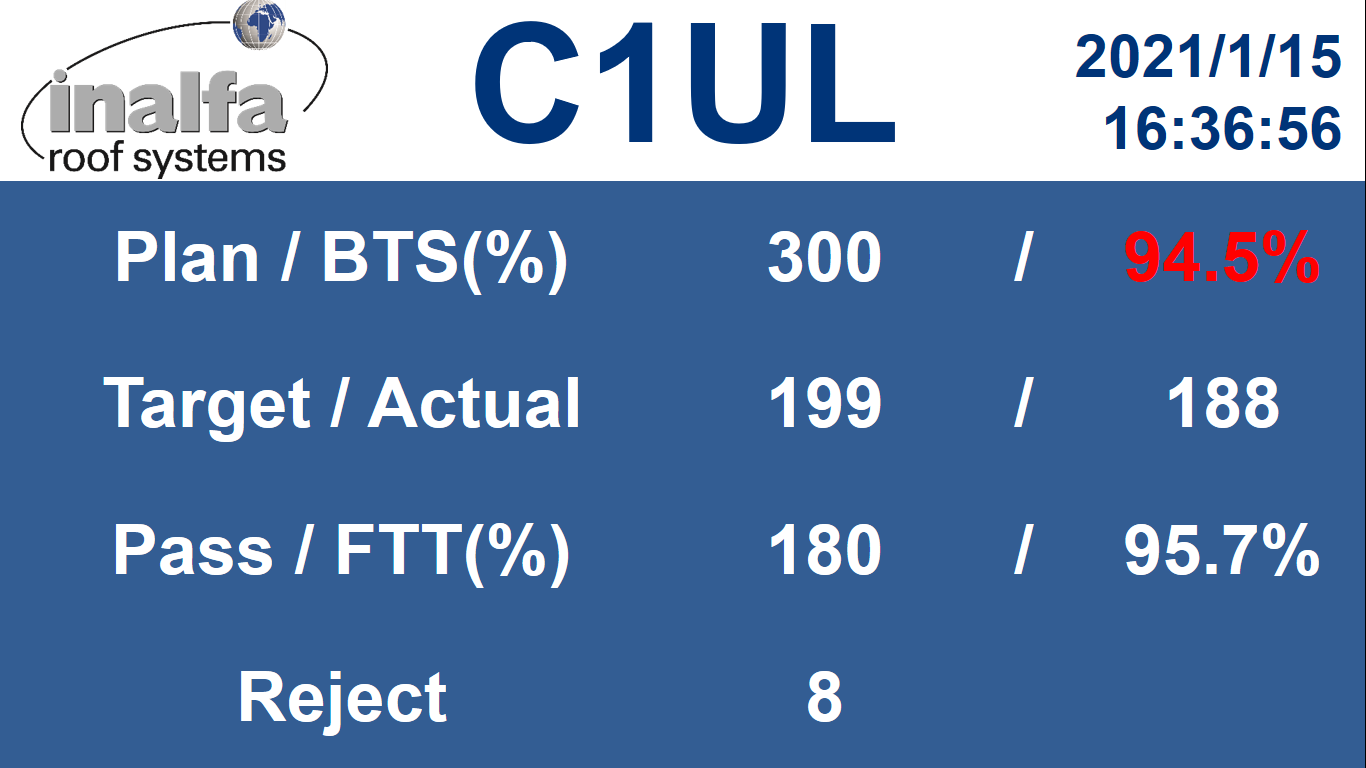 inalfa
roof systems
C1UL
2021/1/15
16:36:56
Plan / BTS(%) 300 / 94.5%
Target / Actual 199 / 188
Pass / FTT(%) 180 / 95.7%
Reject 8